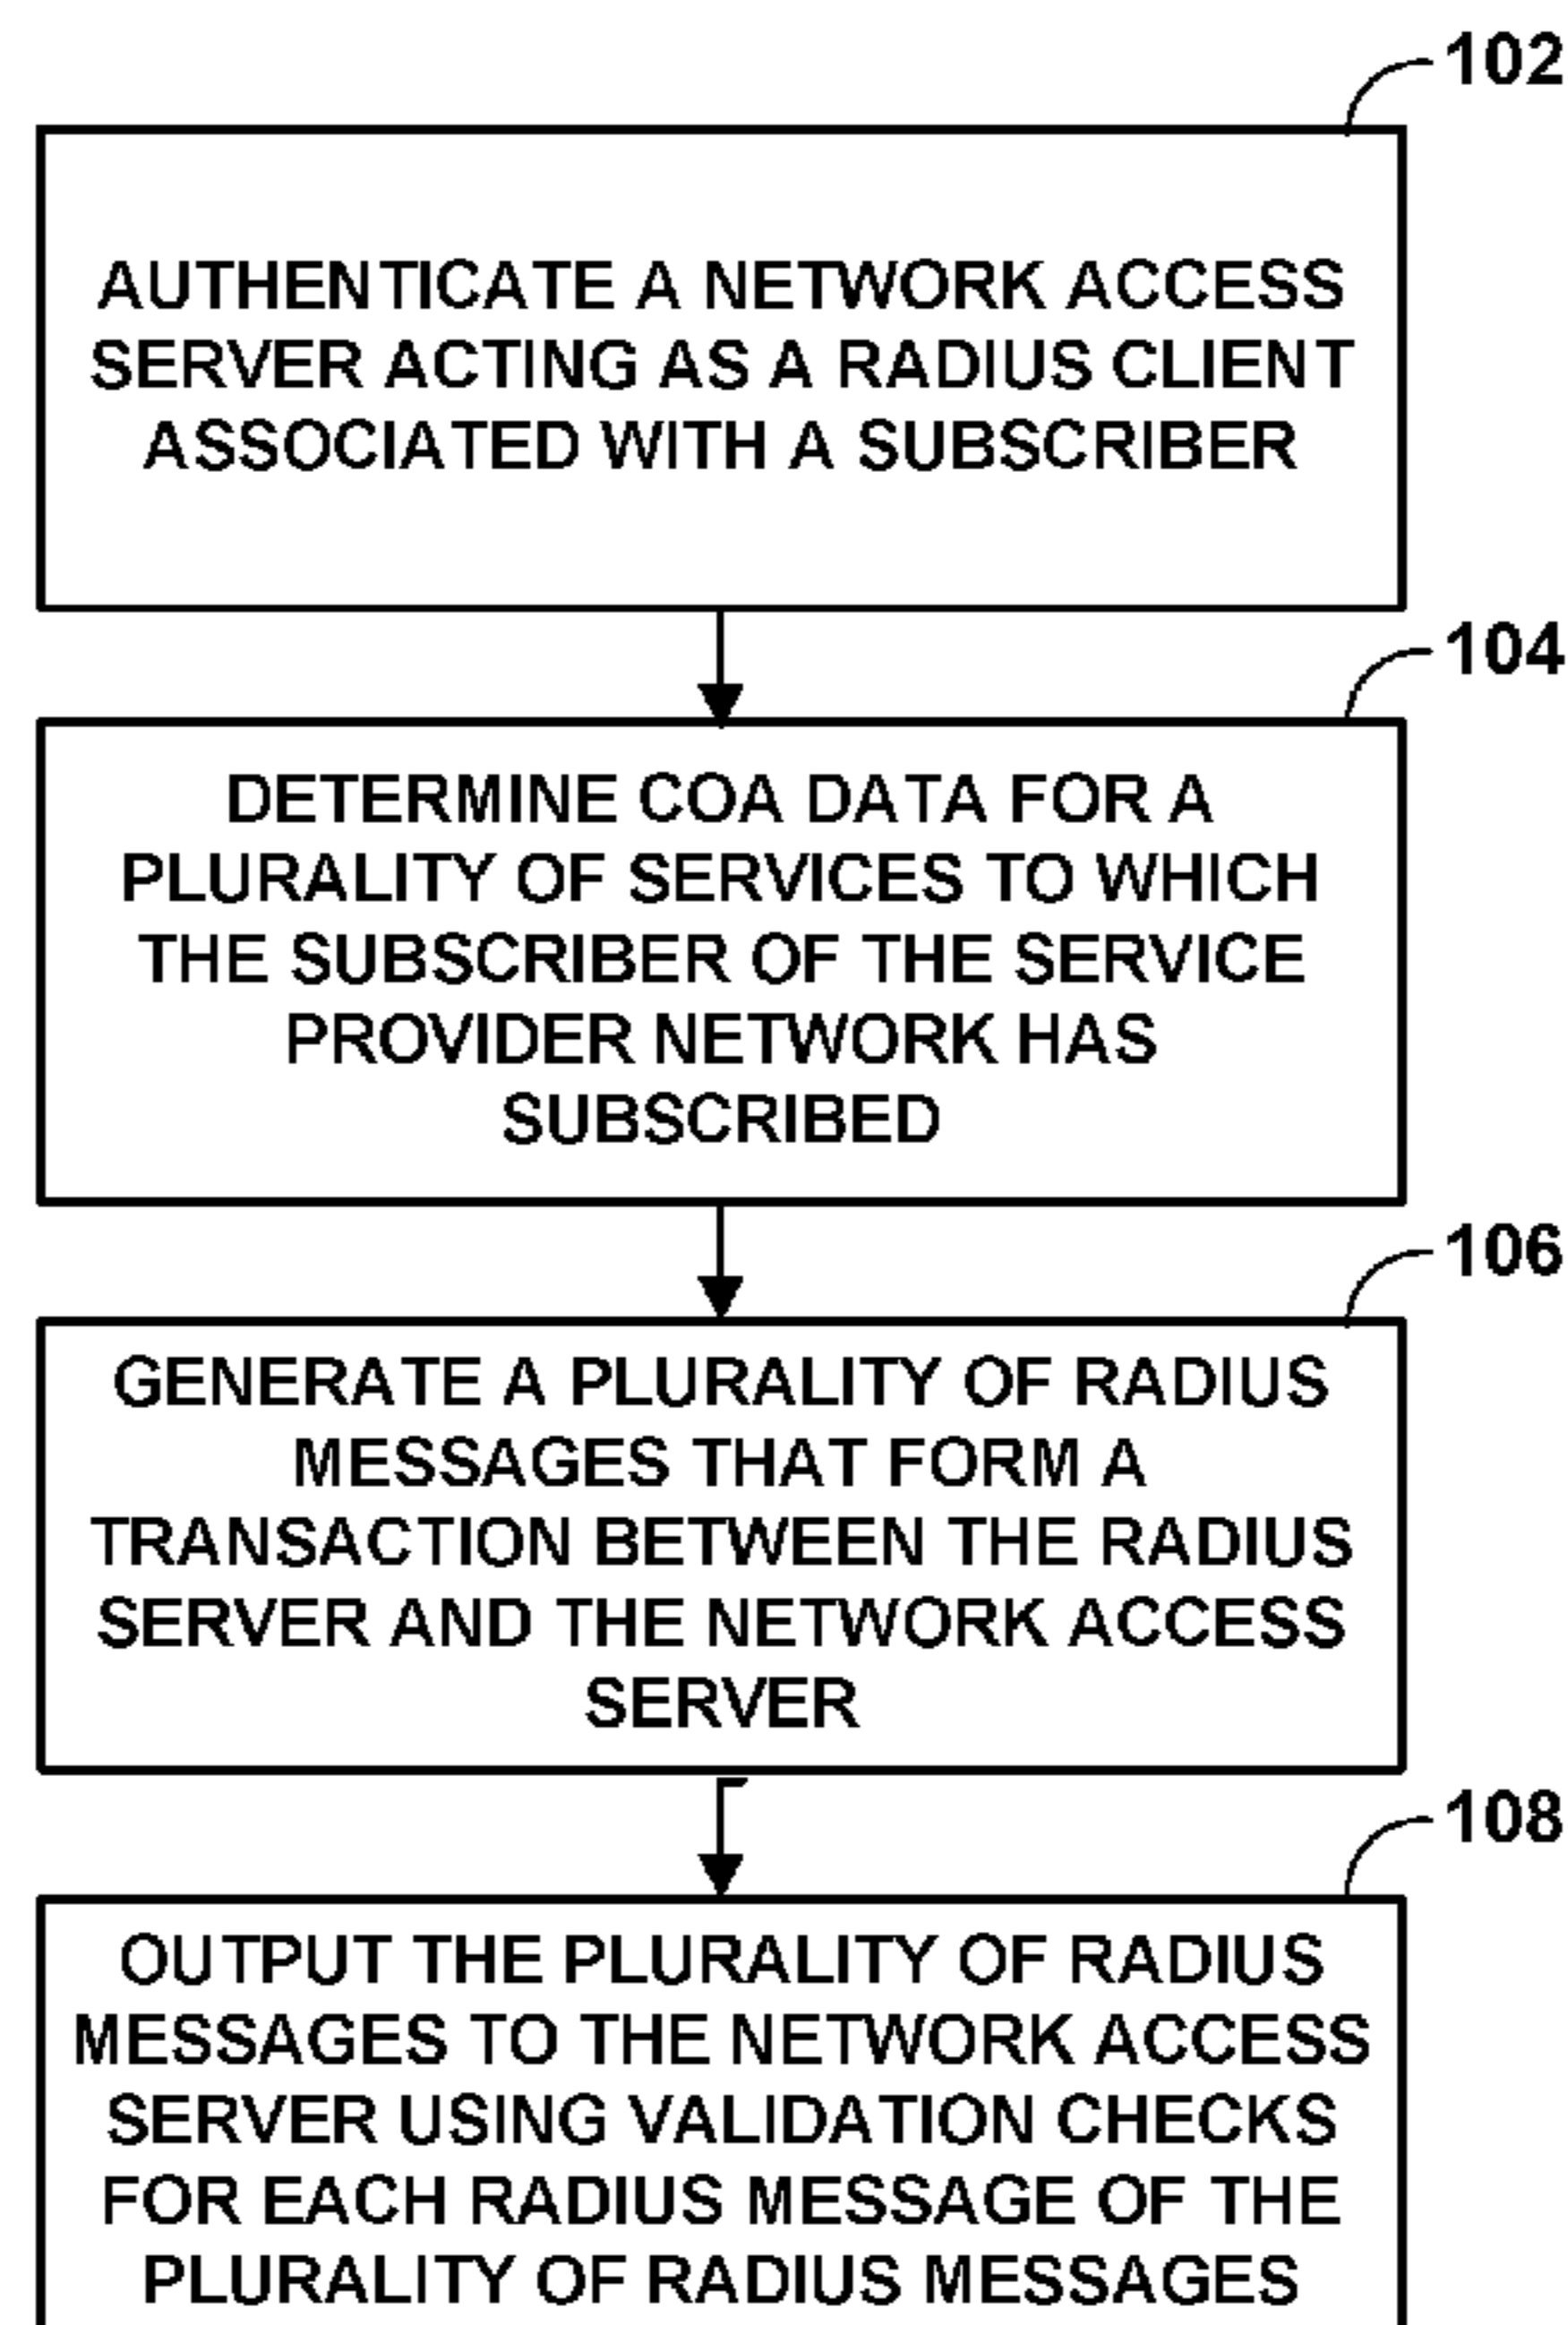 102
AUTHENTICATE A NETWORK ACCESS
SERVER ACTING AS A RADIUS CLIENT
ASSOCIATED WITH A SUBSCRIBER
104
DETERMINE COA DATA FOR A
PLURALITY OF SERVICES TO WHICH
THE SUBSCRIBER OF THE SERVICE
PROVIDER NETWORK HAS
SUBSCRIBED
106
GENERATE A PLURALITY OF RADIUS
MESSAGES THAT FORM A
TRANSACTION BETWEEN THE RADIUS
SERVER AND THE NETWORK ACCESS
SERVER
108
OUTPUT THE PLURALITY OF RADIUS
MESSAGES TO THE NETWORK ACCESS
SERVER USING VALIDATION CHECKS
FOR EACH RADIUS MESSAGE OF THE
PLURALITY OF RADIUS MESSAGES